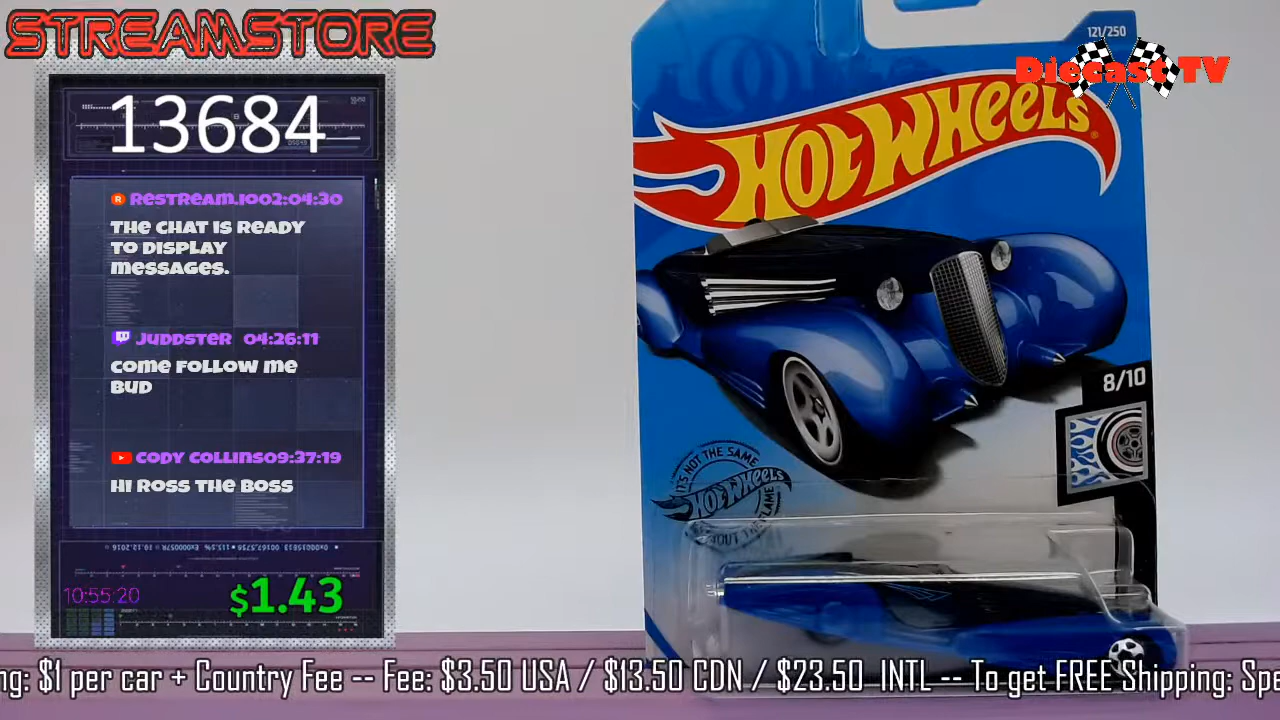 STREAMSTORE
13684
Restream.io02:04:30
The chat is ready
to display
messages.
Juddster 04:26:11
come follow me
bud
Cody Collins09:37:19
Hi Ross the boss
10:55:20
$1.43
121/250
Diecast TV
HOT WHEELS
8/10
IT'S NOT THE SAME
HOT WHEELS
WITHOUT THE FLAME
ng: $1 per car + Country Fee -- Fee: $3.50 USA / $13.50 CDN / $23.50 INTL -- To get FREE Shipping: Spe